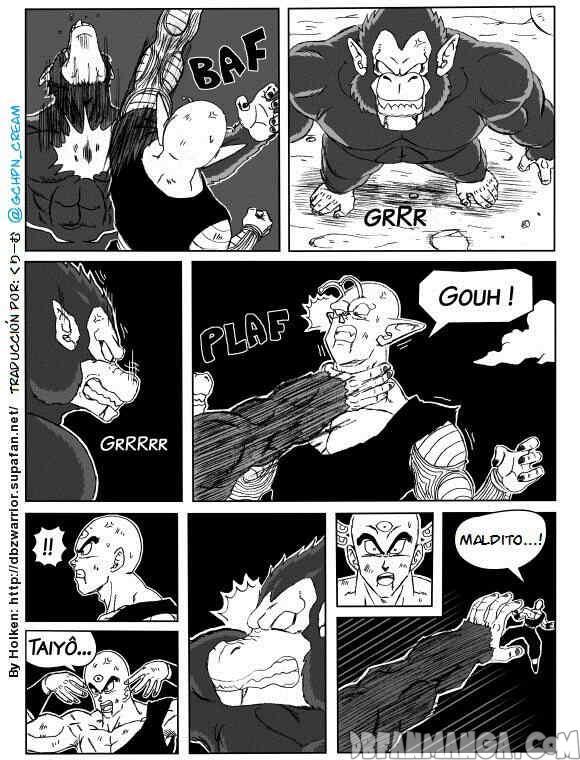 BAF
GRRR
GRRRRR
PLAF
GOUH !
!!
TAIYÔ...
MALDITO...!
By Holken: http://dbzwarrior.supafan.net/ TRADUCCIÓN POR: くりーむ @GCHPN_CREAM
DBFANMANGA.COM